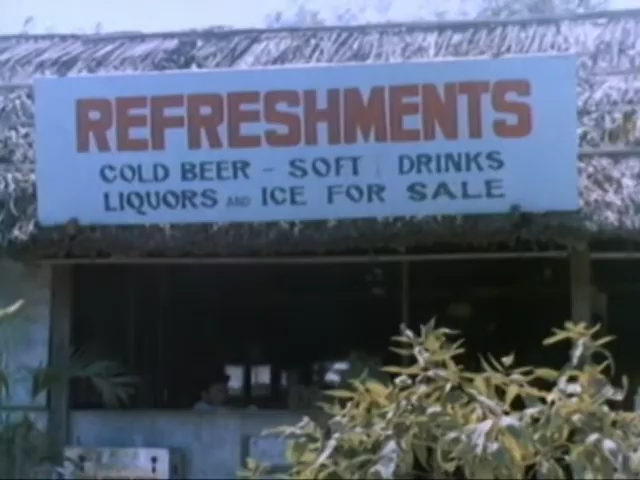 REFRESHMENTS
COLD BEER - SOFT DRINKS
LIQUORS AND ICE FOR SALE